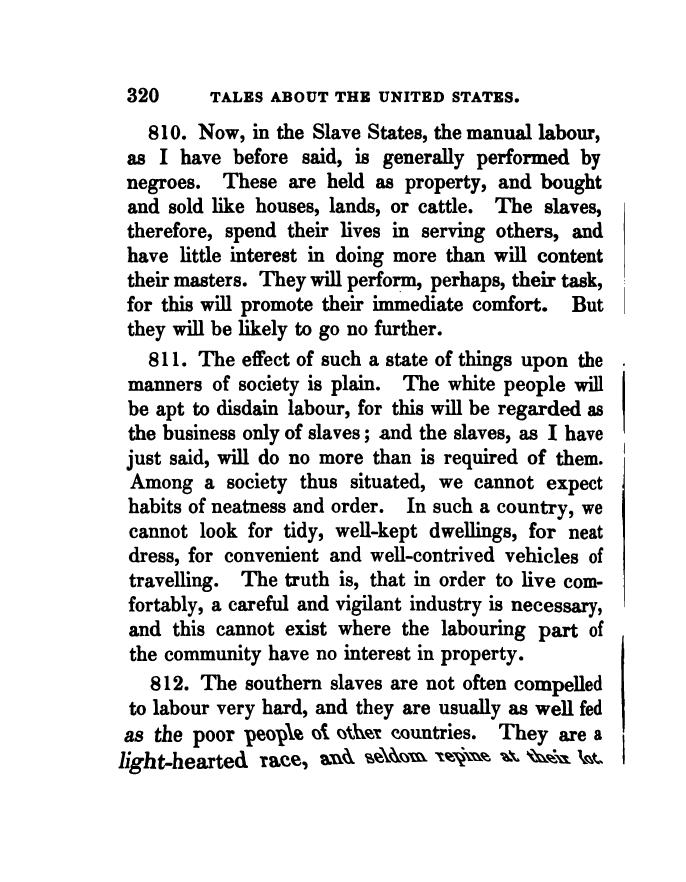 320 TALES ABOUT THE UNITED STATES.
810. Now, in the Slave States, the manual labour,
as I have before said, is generally performed by
negroes. These are held as property, and bought
and sold like houses, lands, or cattle. The slaves,
therefore, spend their lives in serving others, and
have little interest in doing more than will content
their masters. They will perform, perhaps, their task,
for this will promote their immediate comfort. But
they will be likely to go no further.
811. The effect of such a state of things upon the
manners of society is plain. The white people will
be apt to disdain labour, for this will be regarded as
the business only of slaves; and the slaves, as I have
just said, will do no more than is required of them.
Among a society thus situated, we cannot expect
habits of neatness and order. In such a country, we
cannot look for tidy, well-kept dwellings, for neat
dress, for convenient and well-contrived vehicles of
travelling. The truth is, that in order to live com-
fortably, a careful and vigilant industry is necessary,
and this cannot exist where the labouring part of
the community have no interest in property.
812. The southern slaves are not often compelled
to labour very hard, and they are usually as well fed
as the poor people of other countries. They are a
light-hearted race, and seldom repine at their lot.